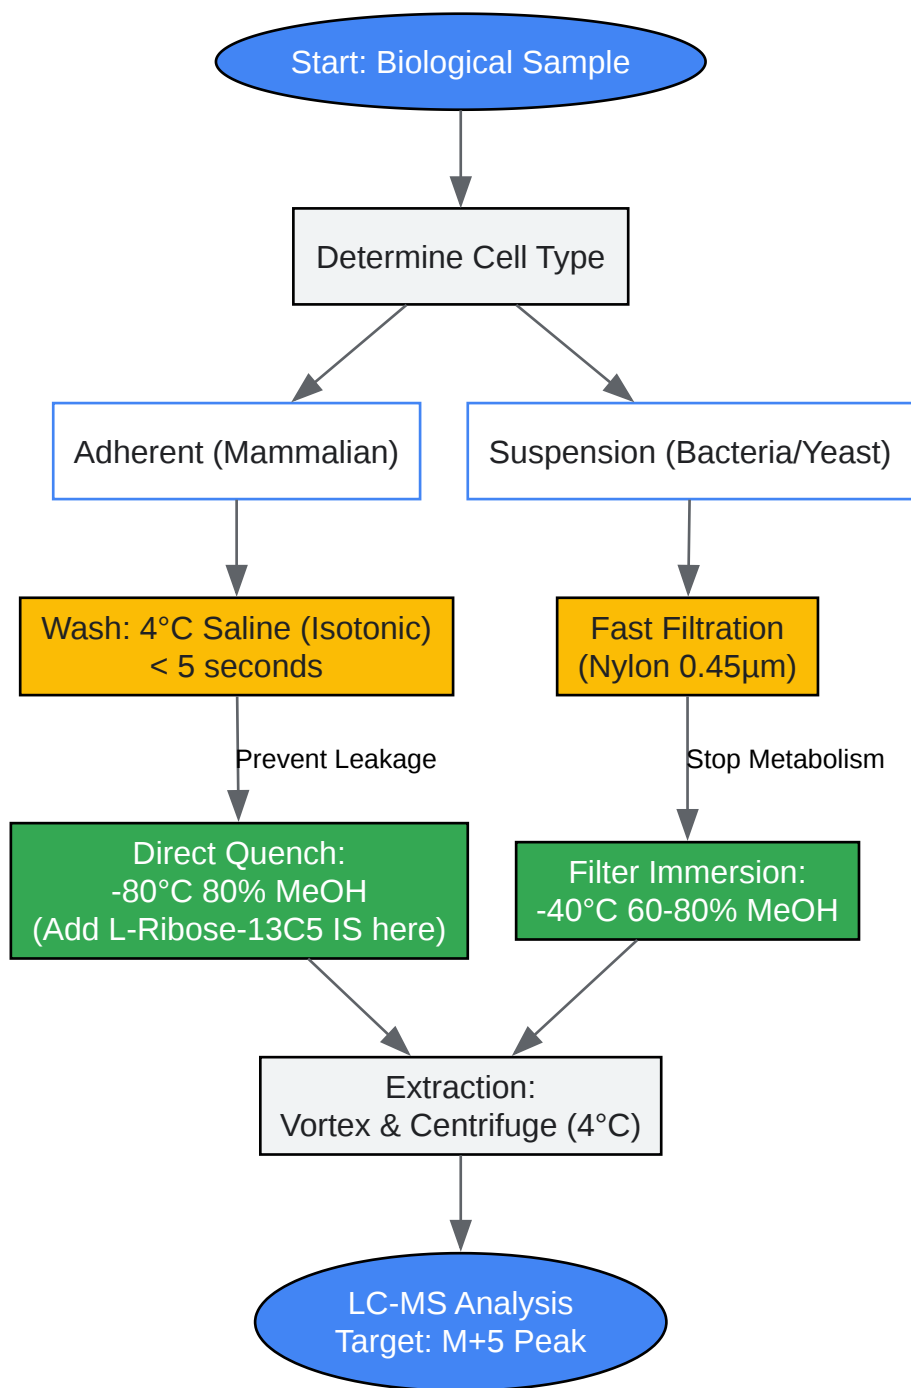 Start: Biological Sample
Determine Cell Type
Adherent (Mammalian)
Suspension (Bacteria/Yeast)
Wash: 4°C Saline (Isotonic)
< 5 seconds
Fast Filtration
(Nylon 0.45µm)
Prevent Leakage
Stop Metabolism
Direct Quench:
-80°C 80% MeOH
(Add L-Ribose-13C5 IS here)
Filter Immersion:
-40°C 60-80% MeOH
Extraction:
Vortex & Centrifuge (4°C)
LC-MS Analysis
Target: M+5 Peak